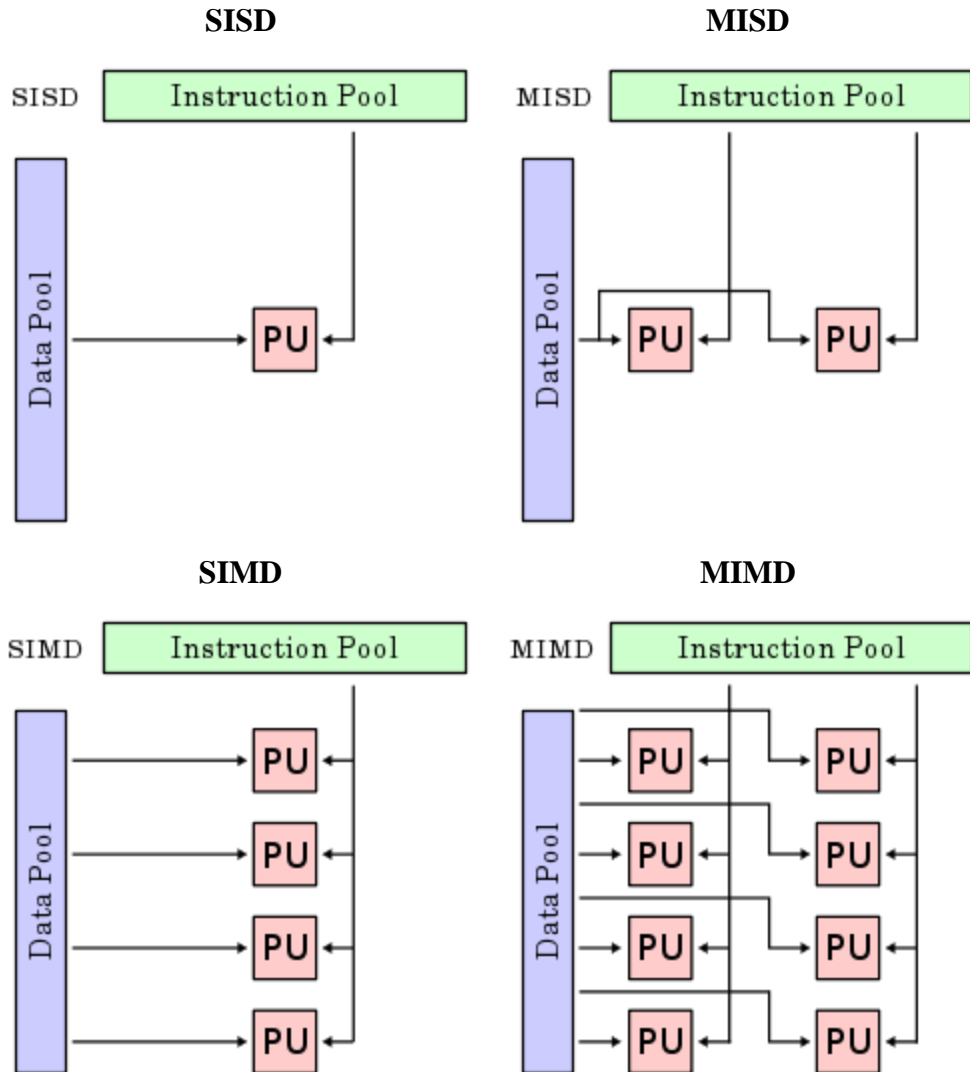 SISD
SISD Instruction Pool
Data Pool
PU
MISD
MISD Instruction Pool
Data Pool
PU PU
SIMD
SIMD Instruction Pool
Data Pool
PU
PU
PU
PU
MIMD
MIMD Instruction Pool
Data Pool
PU PU
PU PU
PU PU
PU PU